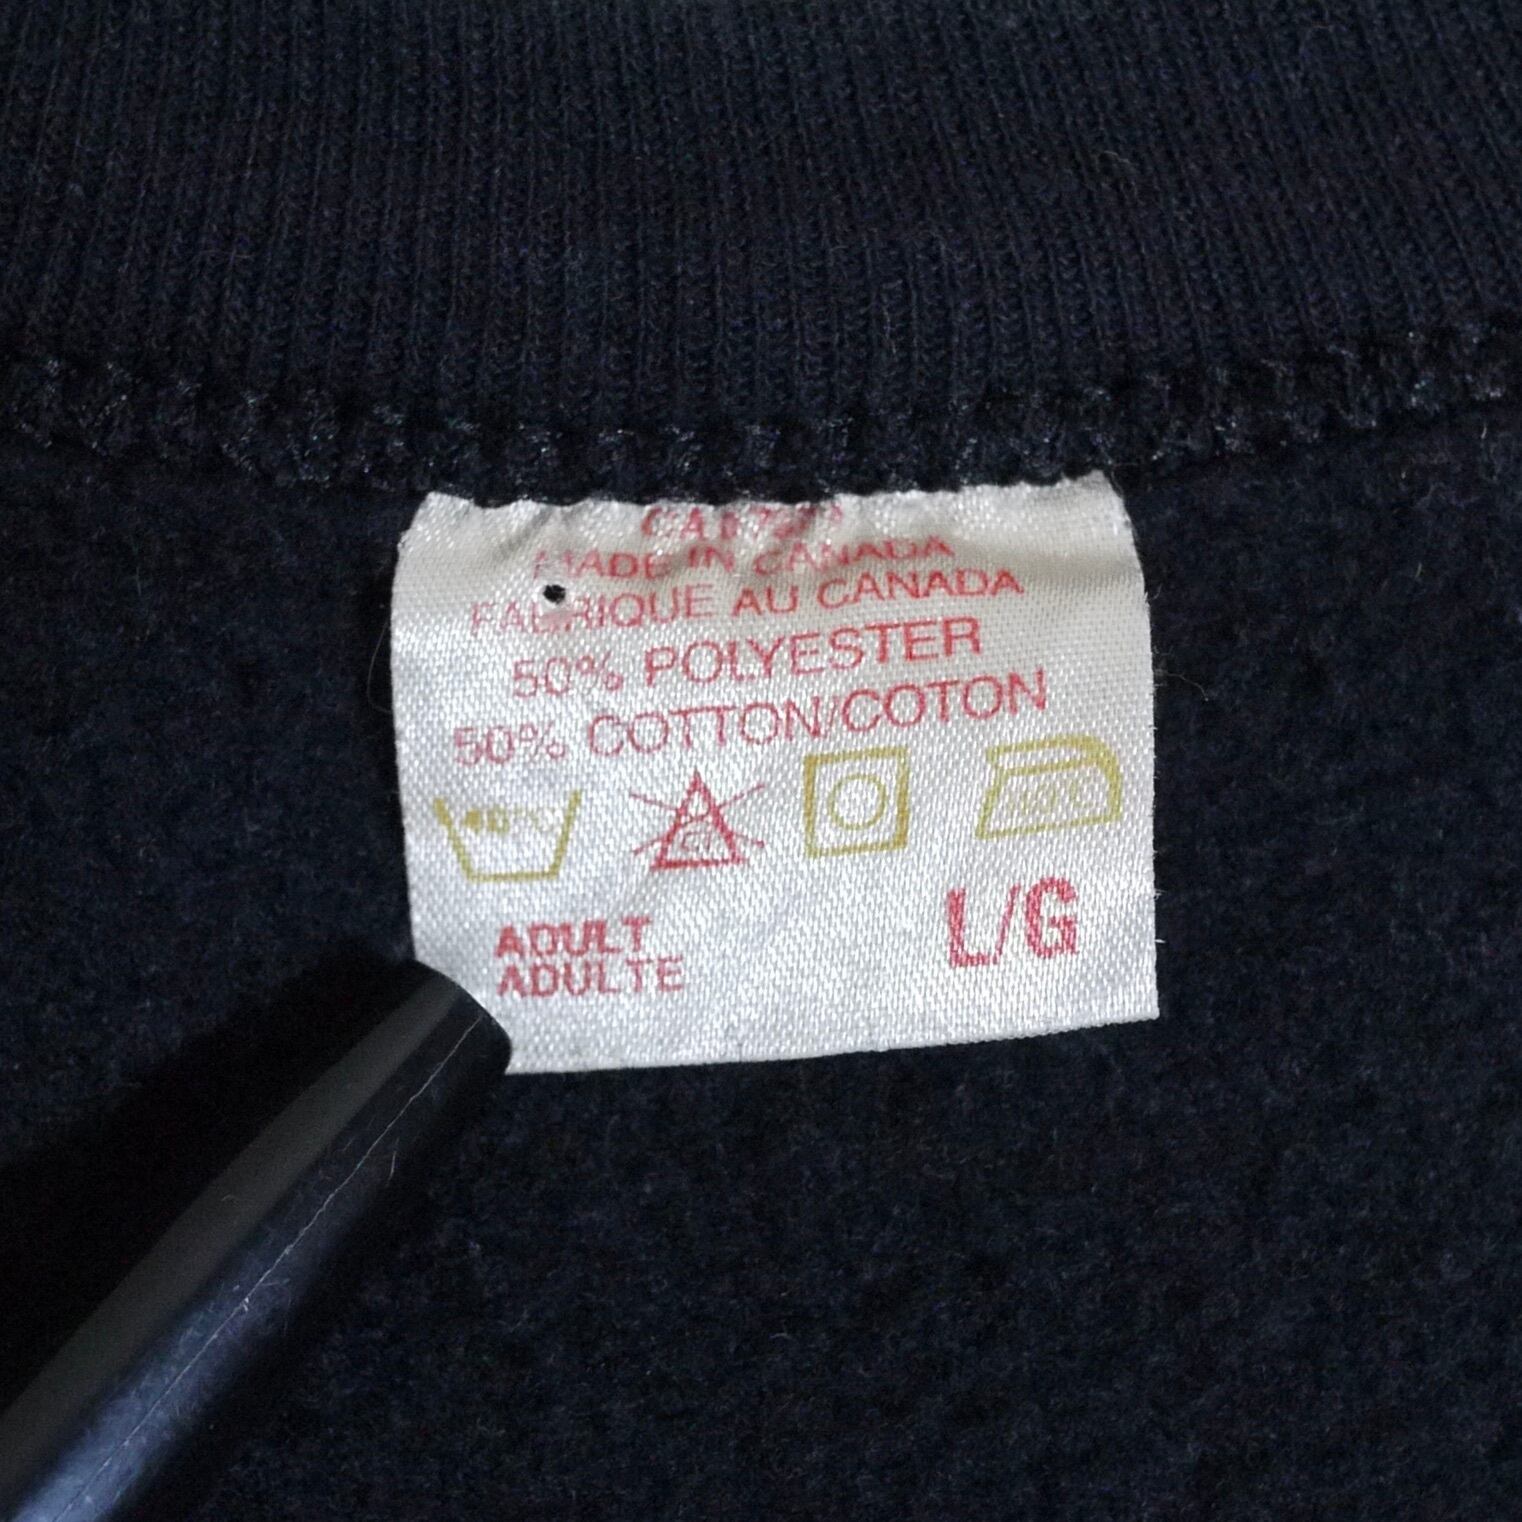 MADE IN CANADA
FABRIQUE AU CANADA
50% POLYESTER
50% COTTON/COTON
ADULT
ADULTE
L/G